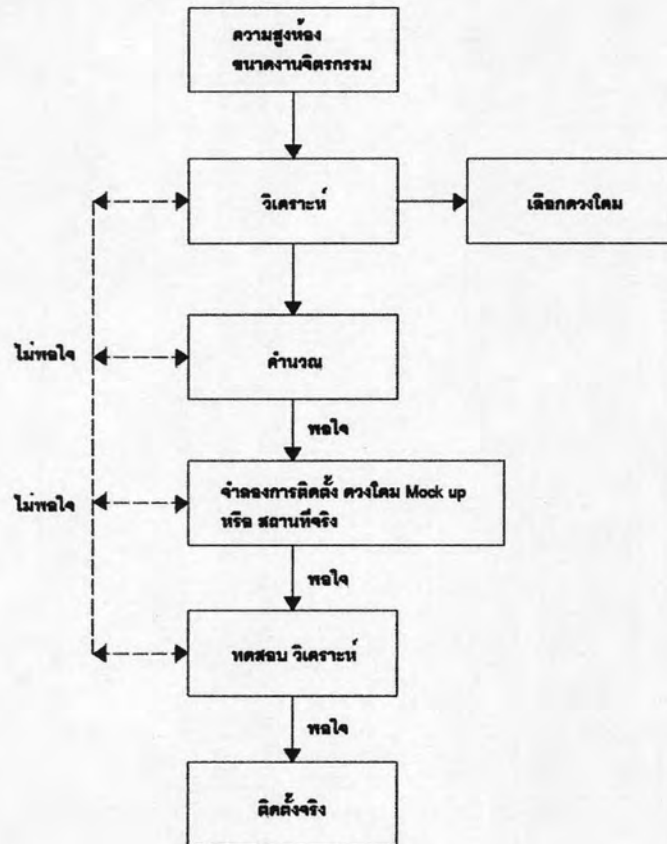 ความสูงห้อง
ขนาดงานจิตรกรรม
วิเคราะห์
เลือกดวงโคม
ไม่พอใจ
คำนวณ
พอใจ
ไม่พอใจ
จำลองการติดตั้ง ดวงโคม Mock up
หรือ สถานที่จริง
พอใจ
ทดสอบ วิเคราะห์
พอใจ
ติดตั้งจริง